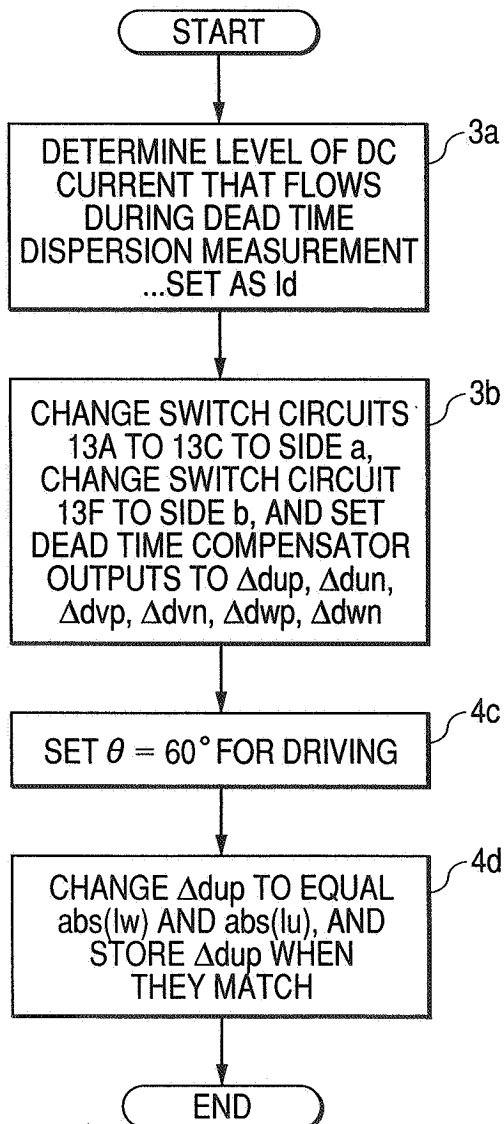 START
3a
DETERMINE LEVEL OF DC
CURRENT THAT FLOWS
DURING DEAD TIME
DISPERSION MEASUREMENT
...SET AS Id
3b
CHANGE SWITCH CIRCUITS
13A TO 13C TO SIDE a,
CHANGE SWITCH CIRCUIT
13F TO SIDE b, AND SET
DEAD TIME COMPENSATOR
OUTPUTS TO Δdup, Δdun,
Δdvp, Δdvn, Δdwp, Δdwn
4c
SET θ = 60° FOR DRIVING
4d
CHANGE Δdup TO EQUAL
abs(Iw) AND abs(Iu), AND
STORE Δdup WHEN
THEY MATCH
END